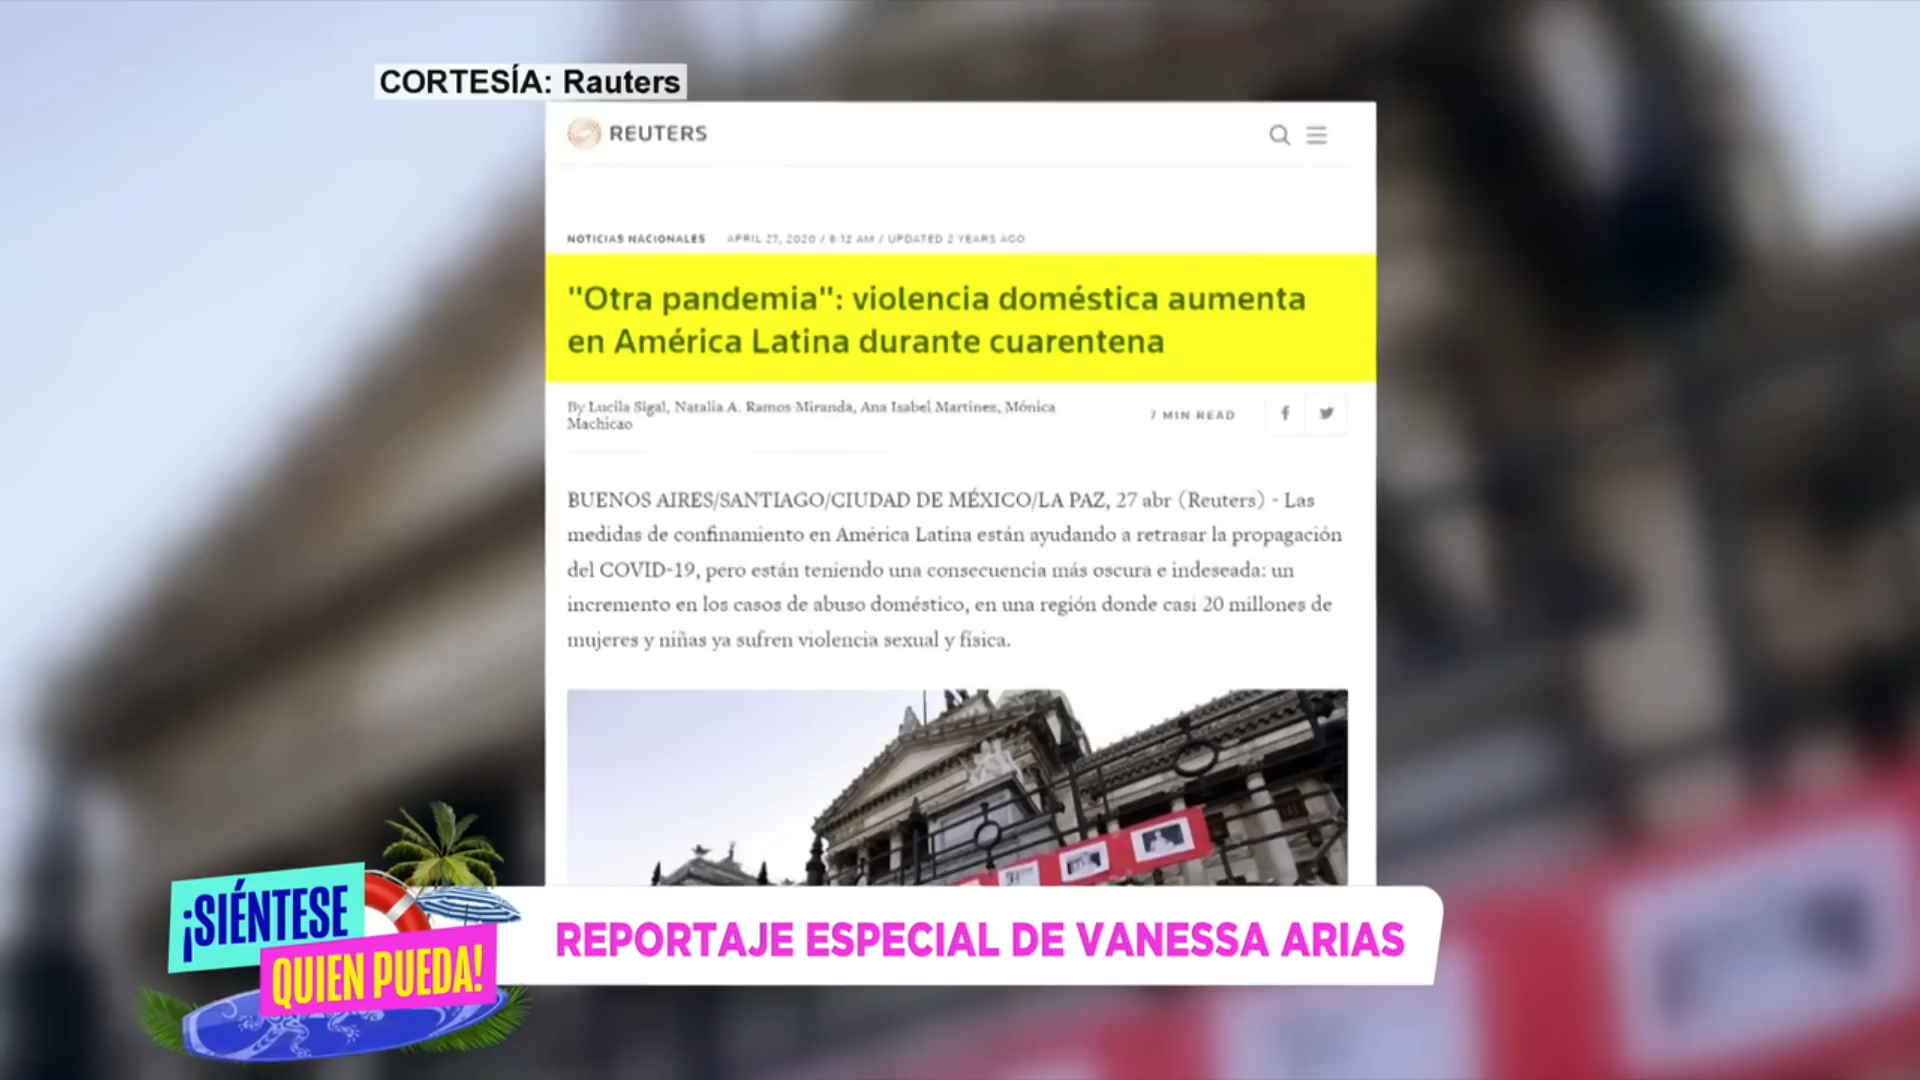 CORTESÍA: Rauters
REUTERS
NOTICIAS NACIONALES APRIL 27, 2020 / 8:12 AM / UPDATED 2 YEARS AGO
"Otra pandemia": violencia doméstica aumenta
en América Latina durante cuarentena
By Lucila Sigal, Natalia A. Ramos Miranda, Ana Isabel Martinez, Mónica
Machicao
7 MIN READ
BUENOS AIRES/SANTIAGO/CIUDAD DE MÉXICO/LA PAZ, 27 abr (Reuters) - Las
medidas de confinamiento en América Latina están ayudando a retrasar la propagación
del COVID-19, pero están teniendo una consecuencia más oscura e indeseada: un
incremento en los casos de abuso doméstico, en una región donde casi 20 millones de
mujeres y niñas ya sufren violencia sexual y física.
¡SIÉNTESE
QUIEN PUEDA!
REPORTAJE ESPECIAL DE VANESSA ARIAS